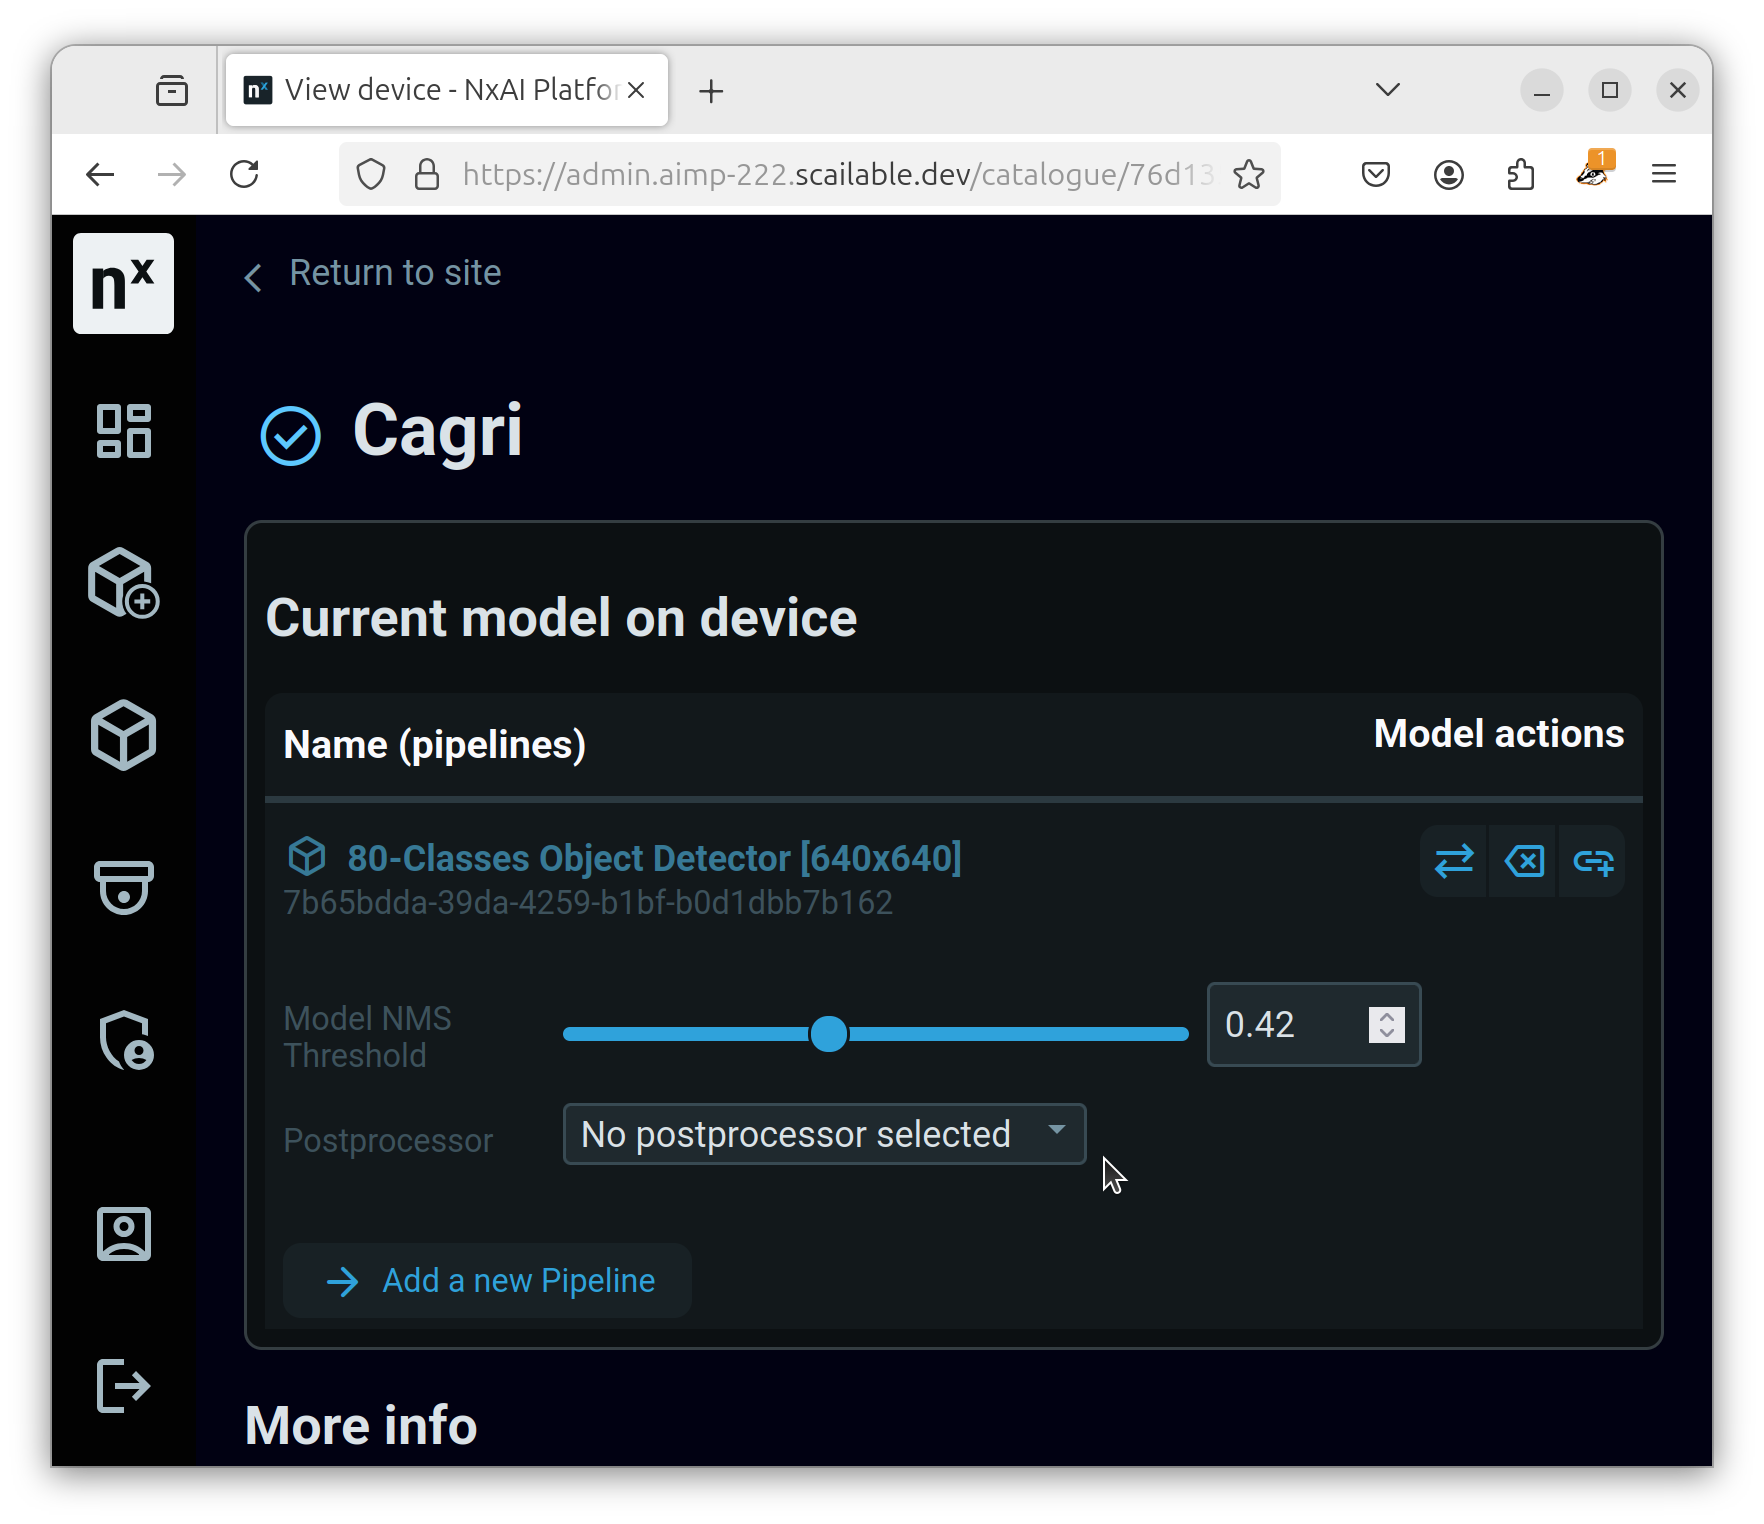 View device - NxAI Platfor
https://admin.aimp-222.scailable.dev/catalogue/76d13
1
nx
Return to site
Cagri
Current model on device
Name (pipelines)
Model actions
80-Classes Object Detector [640x640]
7b65bdda-39da-4259-b1bf-b0d1dbb7b162
Model NMS
Threshold
0.42
Postprocessor
No postprocessor selected
Add a new Pipeline
More info